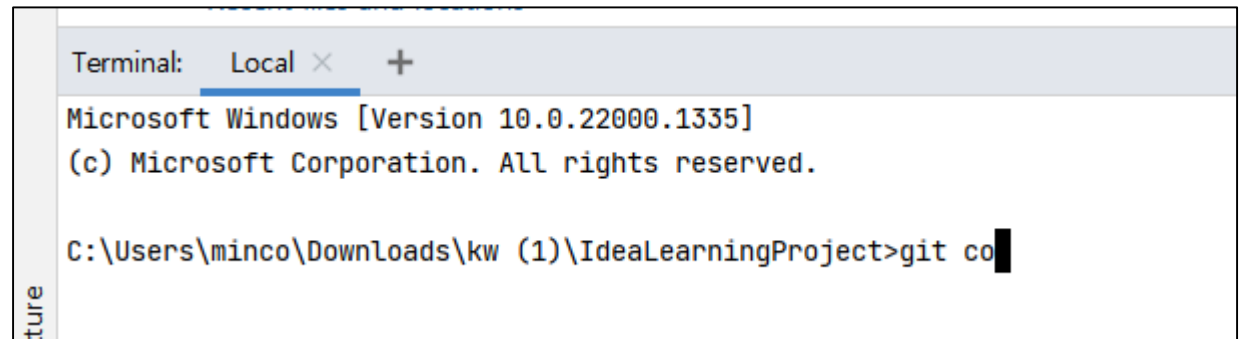 Terminal: Local × +
Microsoft Windows [Version 10.0.22000.1335]
(c) Microsoft Corporation. All rights reserved.
C:\Users\minco\Downloads\kw (1)\IdeaLearningProject>git co